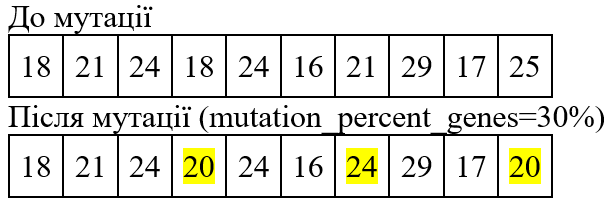 До мутації
18 21 24 18 24 16 21 29 17 25
Після мутації (mutation_percent_genes=30%)
18 21 24 20 24 16 24 29 17 20